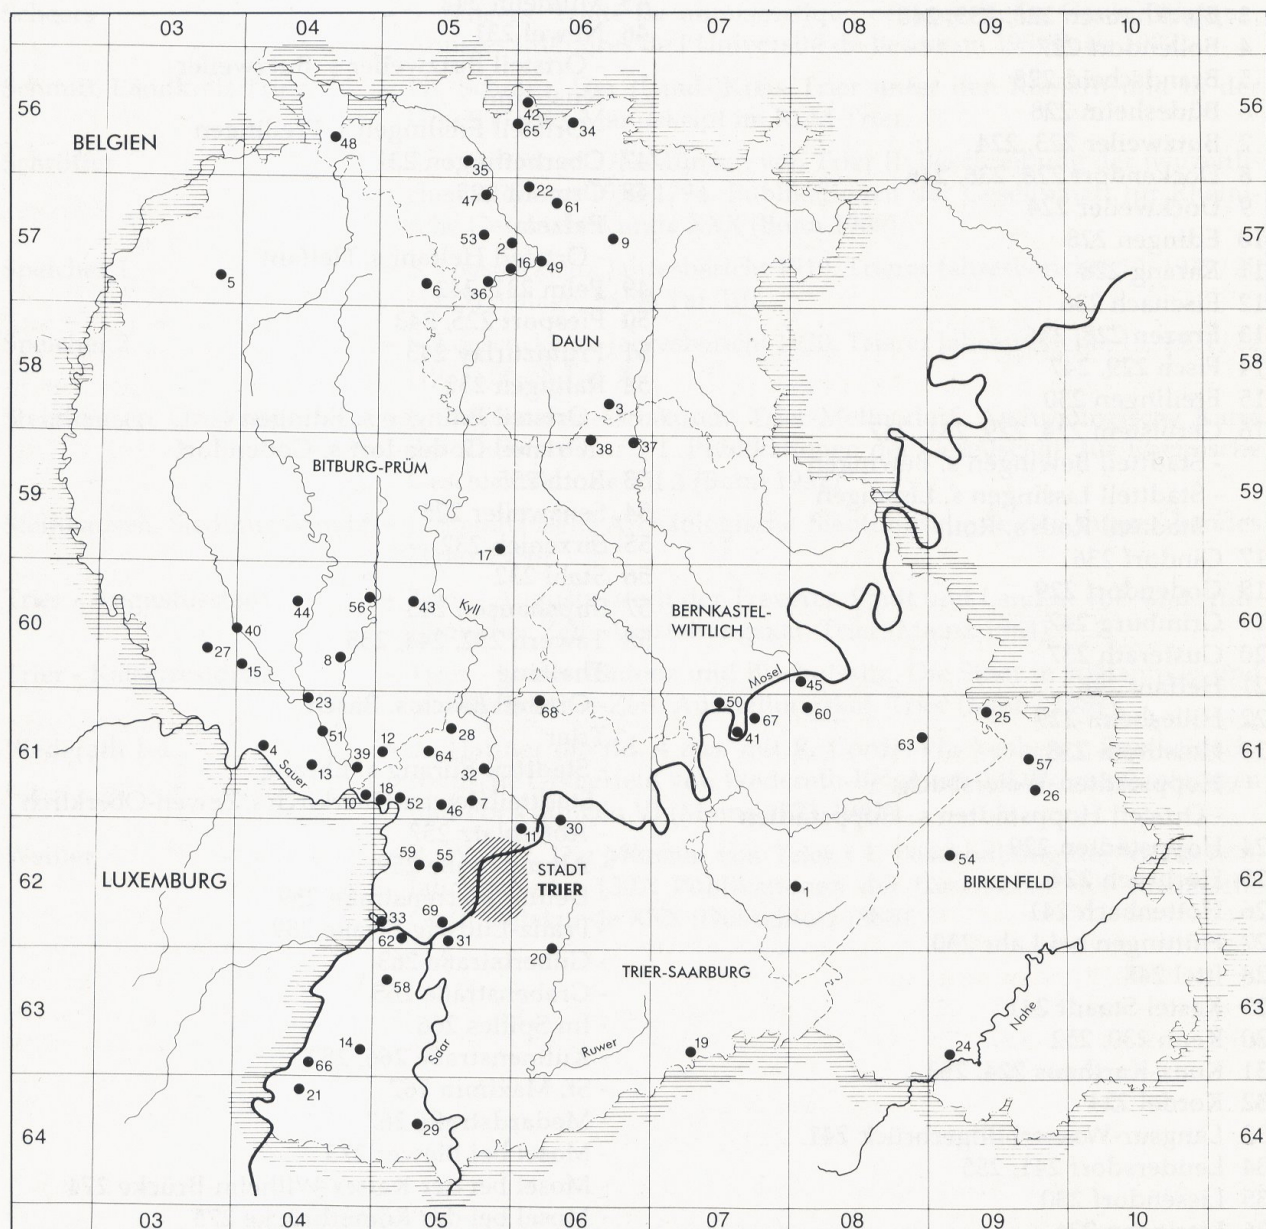 03 04 05 06 07 08 09 10
56 42 56
65 34
BELGIEN 48
35
22
47 61
57 53 2 9 57
16 49
5 6 36
DAUN
58 58
3
38 37
BITBURG-PRÜM
59 59
17
44 56 43 Kyll BERNKASTEL-
60 40 WITTLICH 60
27 15 8
Mosel 45
23 68 50 60 25
51 28 67
61 4 39 12 64 41 63 61
Sauer 13 32 57
10 18 52 46 7 26
11 30
59 55 STADT 54
62 LUXEMBURG TRIER 1 BIRKENFELD 62
33 69
62 31 20 TRIER-SAARBURG
58
63 Nahe 63
14 Saar Ruwer 19 24
66
21
64 29 64
03 04 05 06 07 08 09 10